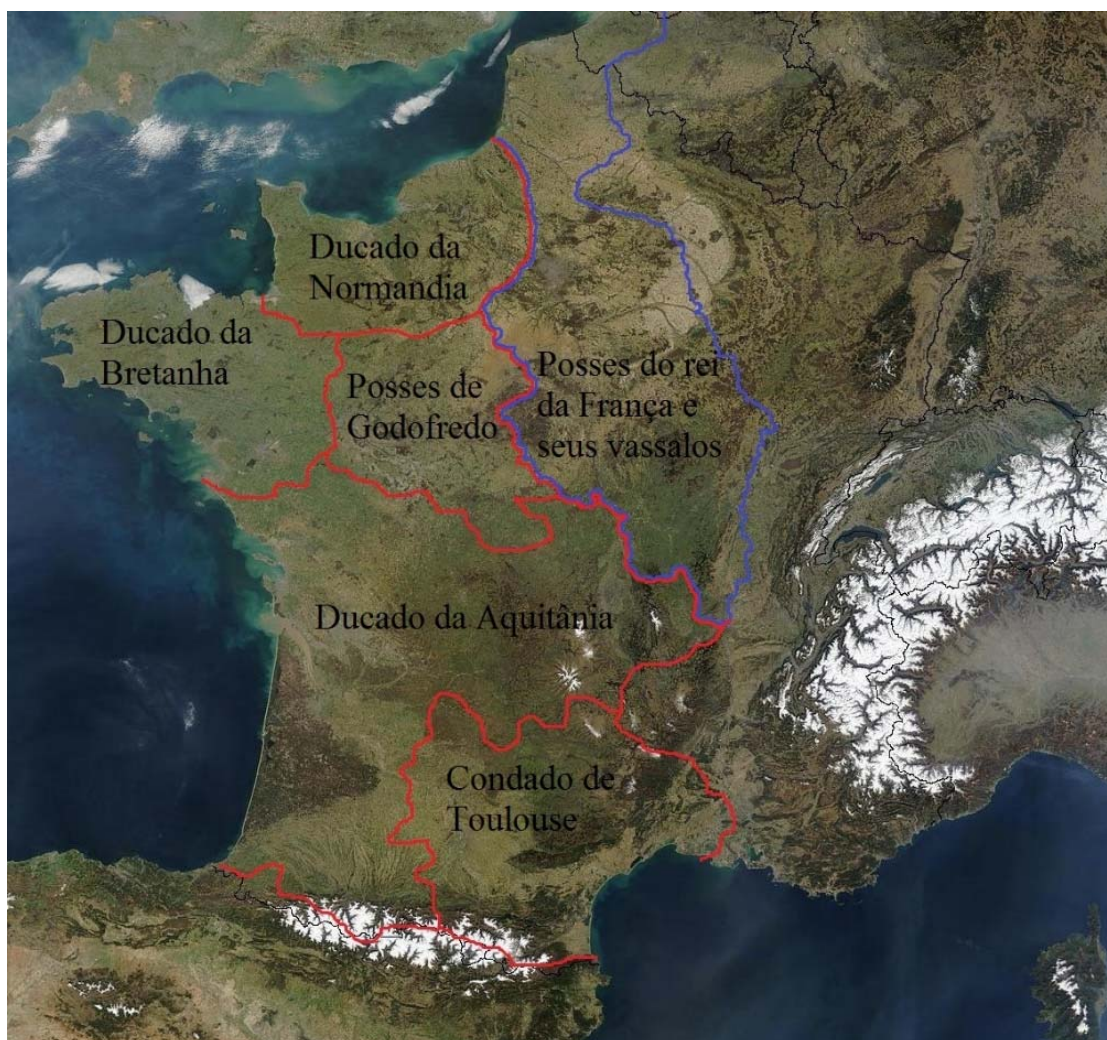 Ducado da
Normandia
Ducado da
Bretanha
Posses de
Godofredo
Posses do rei
da França e
seus vassalos
Ducado da Aquitânia
Condado de
Toulouse